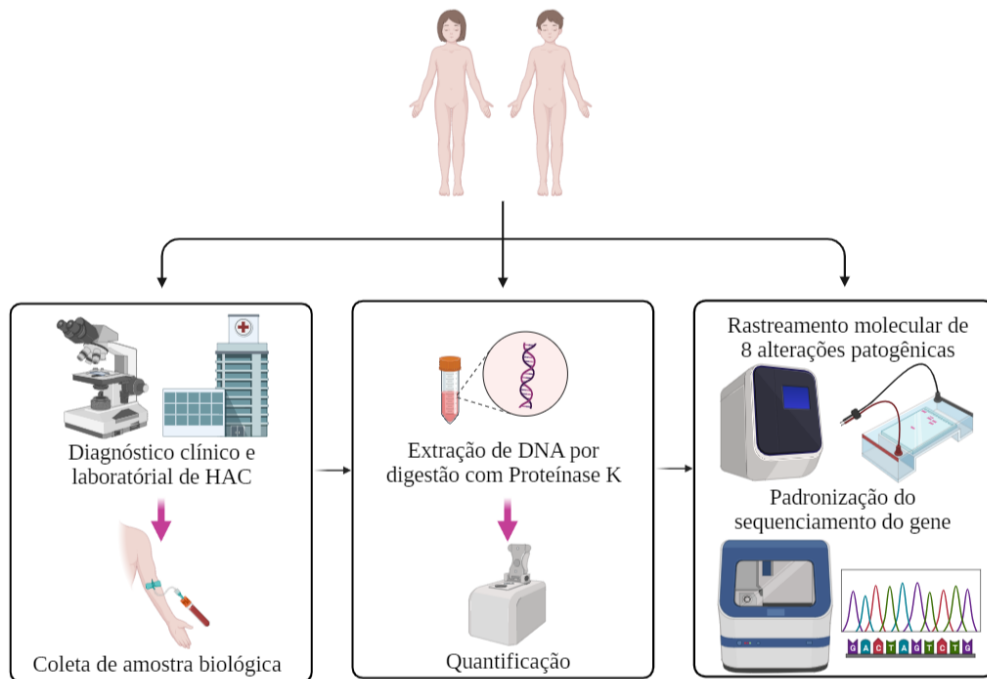 Diagnóstico clínico e
laboratórial de HAC
Coleta de amostra biológica
Extração de DNA por
digestão com Proteínase K
Quantificação
Rastreamento molecular de
8 alterações patogênicas
Padronização do
sequenciamento do gene
G A C T A G T C T G